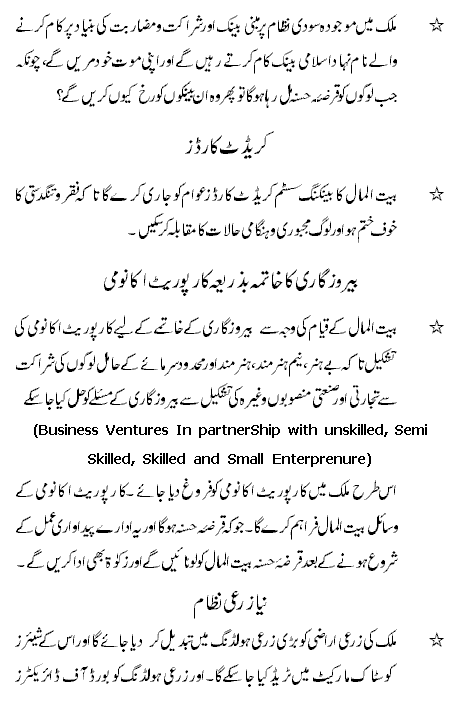 ☆ ملک میں موجودہ سودی نظام پر مبنی بینک اور شراکت و مضاربت کی بنیاد پر کام کرنے
والے نام نہاد اسلامی بینک کام کرتے رہیں گے اور اپنی موت خود مریں گے، چونکہ
جب لوگوں کو قرضۂ حسنہ مل رہا ہو گا تو پھر وہ ان بینکوں کو رخ کیوں کریں گے؟
کریڈٹ کارڈز
☆ بیت المال کا بینکنگ سسٹم کریڈٹ کارڈز عوام کو جاری کرے گا تا کہ فقر و تنگدستی کا
خوف ختم ہو اور لوگ مجبوری و ہنگامی حالات کا مقابلہ کر سکیں ۔
بیروزگاری کا خاتمہ بذریعہ کارپوریٹ اکانومی
☆ بیت المال کے قیام کی وجہ سے بیروزگاری کے خاتمے کے لیے کارپوریٹ اکانومی کی
تشکیل تا کہ بے ہنر، نیم ہنر مند، ہنر مند اور محدود سرمائے کے حامل لوگوں کی شراکت
سے تجارتی اور صنعتی منصوبوں وغیرہ کی تشکیل سے بیروزگاری کے مسئلے کو حل کیا جا سکے
(Business Ventures In partnerShip with unskilled, Semi
Skilled, Skilled and Small Enterprenure)
اس طرح ملک میں کارپوریٹ اکانومی کو فروغ دیا جائے ۔ کارپوریٹ اکانومی کے
وسائل بیت المال فراہم کرے گا۔ جو کہ قرضۂ حسنہ ہو گا اور یہ ادارے پیداواری عمل کے
شروع ہونے کے بعد قرضۂ حسنہ بیت المال کو لوٹائیں گے اور زکوٰۃ بھی ادا کریں گے ۔
نیا زرعی نظام
☆ ملک کی زرعی اراضی کو بڑی زرعی ہولڈنگ میں تبدیل کر دیا جائے گا اور اس کے شیئرز
کو سٹاک مارکیٹ میں ٹریڈ کیا جا سکے گا۔ اور زرعی ہولڈنگ کو بورڈ آف ڈائریکٹرز